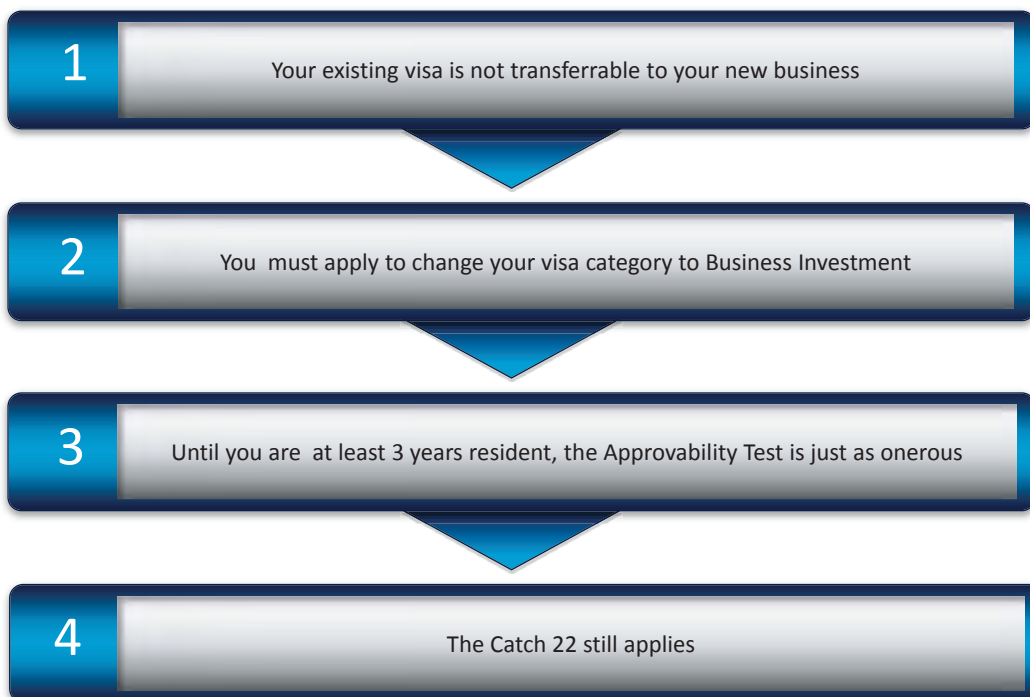 1
Your existing visa is not transferrable to your new business
2
You must apply to change your visa category to Business Investment
3
Until you are at least 3 years resident, the Approvability Test is just as onerous
4
The Catch 22 still applies